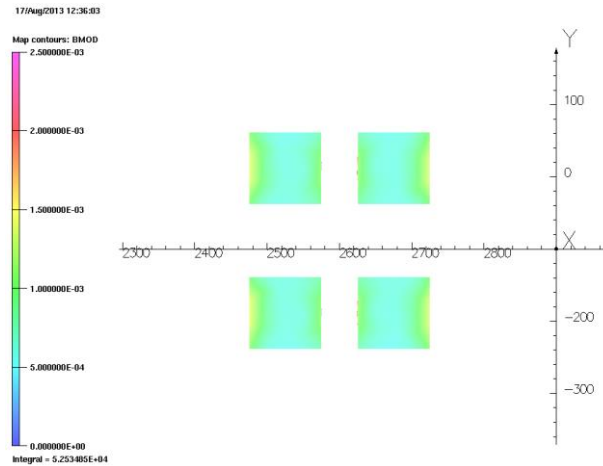 17/Aug/2013 12:36:03
Map contours: BMOD
2.500000E-03
2.000000E-03
1.500000E-03
1.000000E-03
5.000000E-04
0.000000E+00
Integral = 5.253485E+04
Y
100
0
X
2300 2400 2500 2600 2700 2800
-200
-300